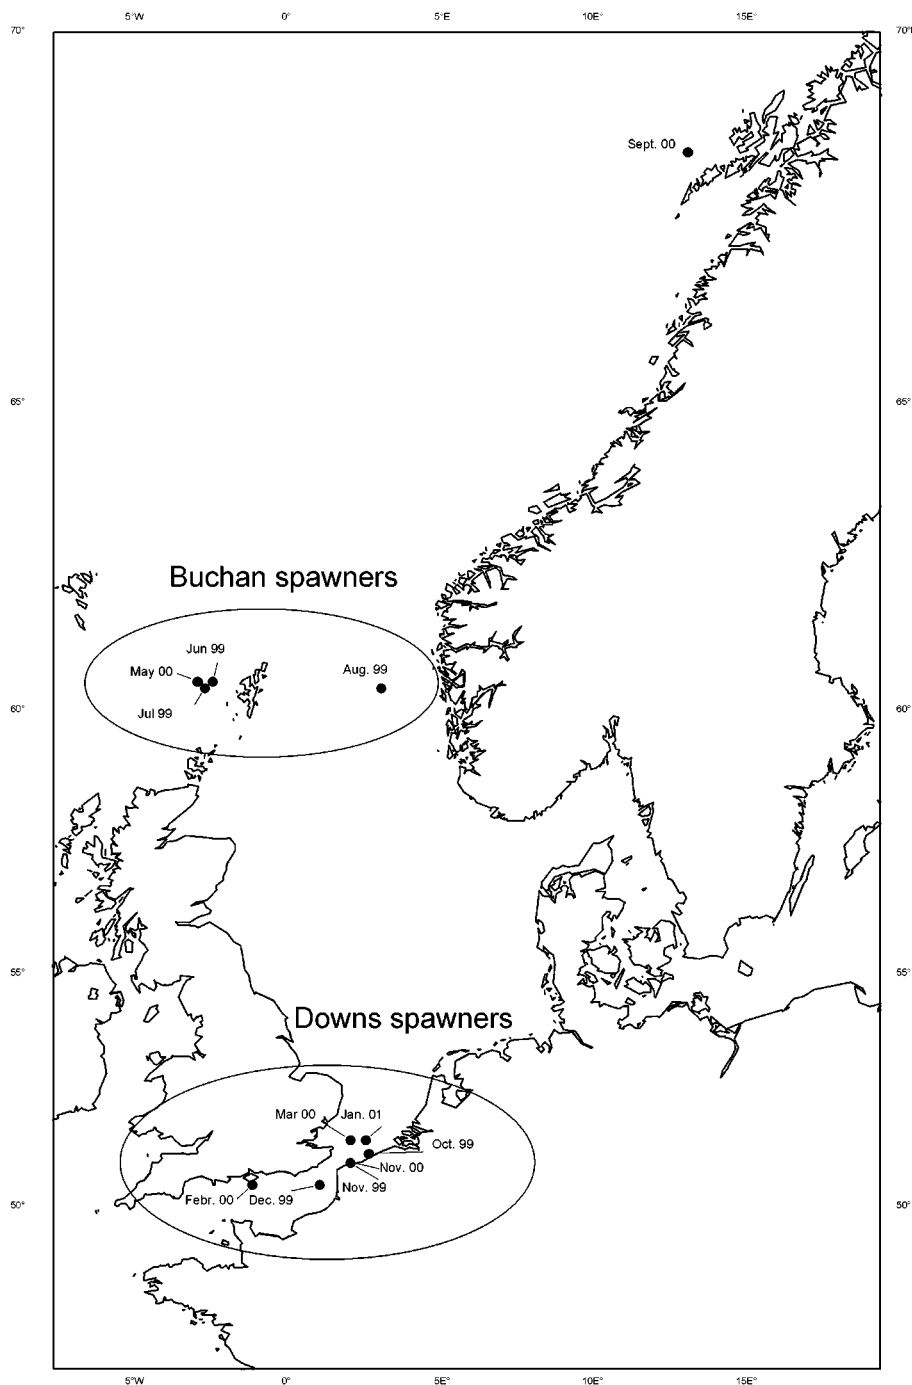 5°W 0° 5°E 10°E 15E°
70° 70°
Sept. 00
65° 65°
Buchan spawners
Jun 99
May 00 Aug. 99
Jul 99
60° 60°
55° 55°
Downs spawners
Mar 00 Jan. 01
Oct. 99
Nov. 00
Febr. 00 Dec. 99 Nov. 99
50° 50°
5°W 0° 5°E 10°E 15E°